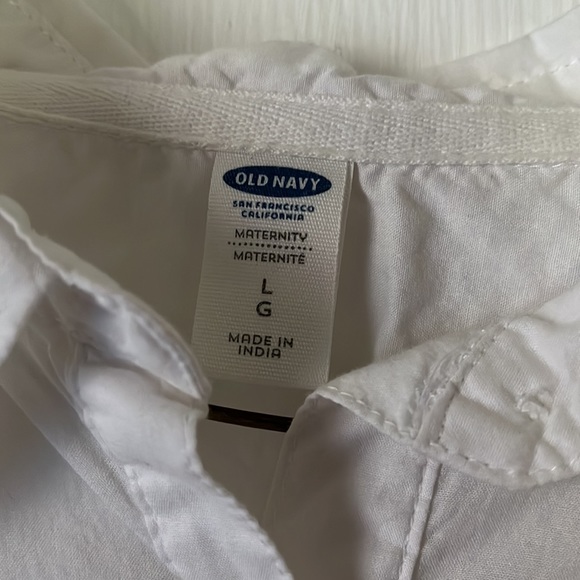 OLD NAVY
SAN FRANCISCO
CALIFORNIA
MATERNITY
MATERNITÉ
L
G
MADE IN
INDIA